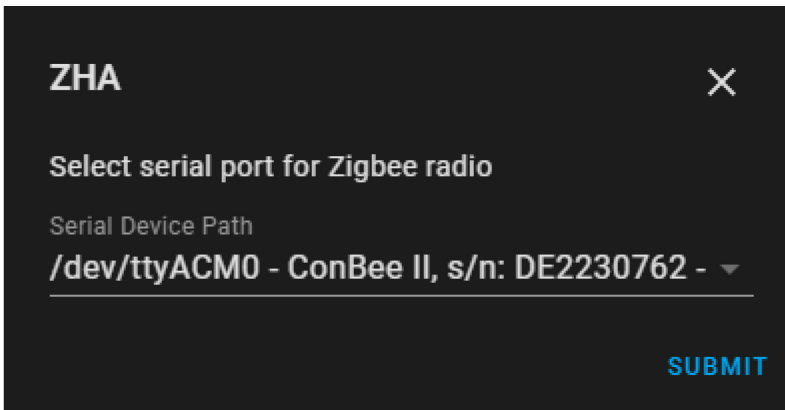 ZHA
Select serial port for Zigbee radio
Serial Device Path
/dev/ttyACM0 - ConBee II, s/n: DE2230762 -
SUBMIT